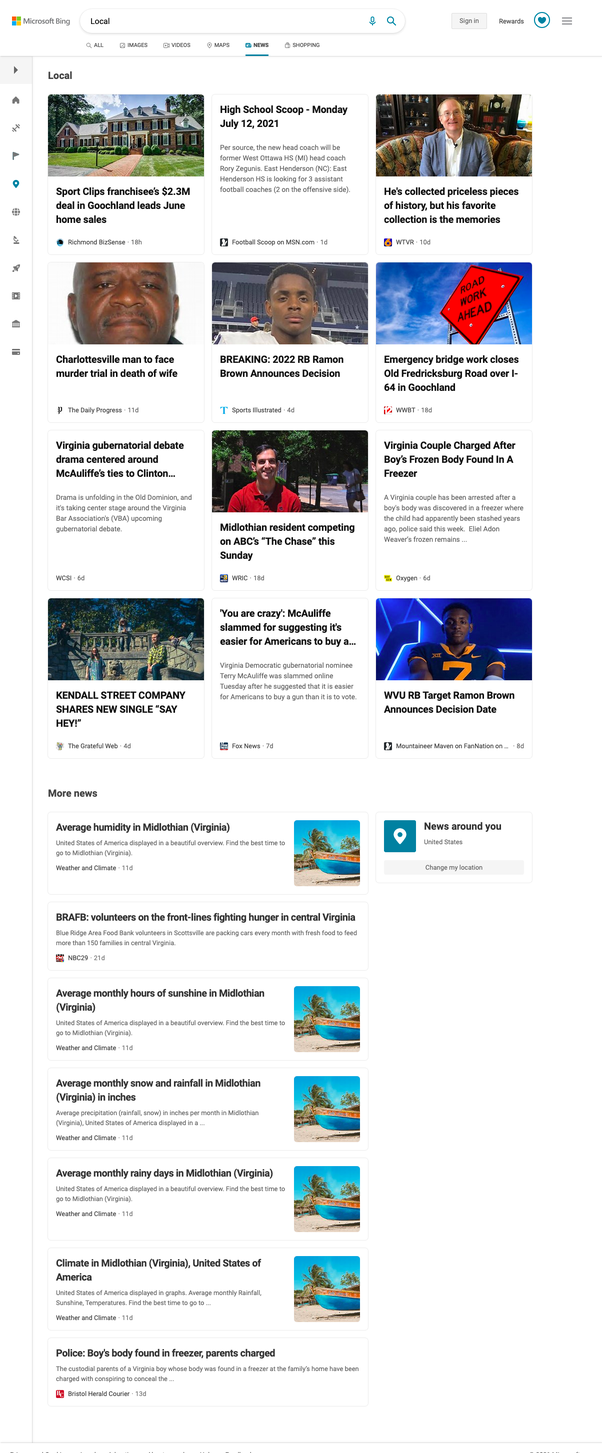 Microsoft Bing
Local
Sign in
Rewards
ALL
IMAGES
VIDEOS
MAPS
NEWS
SHOPPING
Local
Sport Clips franchisee's $2.3M
deal in Goochland leads June
home sales
Richmond BizSense · 18h
High School Scoop - Monday
July 12, 2021
Per source, the new head coach will be
former West Ottawa HS (MI) head coach
Rory Zegunis. East Henderson (NC): East
Henderson HS is looking for 3 assistant
football coaches (2 on the offensive side).
Football Scoop on MSN.com · 1d
He's collected priceless pieces
of history, but his favorite
collection is the memories
WTVR · 10d
Charlottesville man to face
murder trial in death of wife
The Daily Progress · 11d
BREAKING: 2022 RB Ramon
Brown Announces Decision
Sports Illustrated · 4d
ROAD
WORK
AHEAD
Emergency bridge work closes
Old Fredricksburg Road over I-
64 in Goochland
WWBT · 18d
Virginia gubernatorial debate
drama centered around
McAuliffe's ties to Clinton…
Drama is unfolding in the Old Dominion, and
it's taking center stage around the Virginia
Bar Association's (VBA) upcoming
gubernatorial debate.
WCSI · 6d
Midlothian resident competing
on ABC's “The Chase” this
Sunday
WRIC · 18d
Virginia Couple Charged After
Boy's Frozen Body Found In A
Freezer
A Virginia couple has been arrested after a
boy's body was discovered in a freezer where
the child had apparently been stashed years
ago, police said this week. Eliel Adon
Weaver's frozen remains ...
Oxygen · 6d
KENDALL STREET COMPANY
SHARES NEW SINGLE “SAY
HEY!”
The Grateful Web · 4d
'You are crazy': McAuliffe
slammed for suggesting it's
easier for Americans to buy a…
Virginia Democratic gubernatorial nominee
Terry McAuliffe was slammed online
Tuesday after he suggested that it is easier
for Americans to buy a gun than it is to vote.
Fox News · 7d
7
WVU RB Target Ramon Brown
Announces Decision Date
Mountaineer Maven on FanNation on … · 8d
More news
Average humidity in Midlothian (Virginia)
United States of America displayed in a beautiful overview. Find the best time to
go to Midlothian (Virginia).
Weather and Climate · 11d
News around you
United States
Change my location
BRAFB: volunteers on the front-lines fighting hunger in central Virginia
Blue Ridge Area Food Bank volunteers in Scottsville are packing cars every month with fresh food to feed
more than 150 families in central Virginia.
NBC29 · 21d
Average monthly hours of sunshine in Midlothian
(Virginia)
United States of America displayed in a beautiful overview. Find the best time to
go to Midlothian (Virginia).
Weather and Climate · 11d
Average monthly snow and rainfall in Midlothian
(Virginia) in inches
Average precipitation (rainfall, snow) in inches per month in Midlothian
(Virginia), United States of America displayed in a ...
Weather and Climate · 11d
Average monthly rainy days in Midlothian (Virginia)
United States of America displayed in a beautiful overview. Find the best time to
go to Midlothian (Virginia).
Weather and Climate · 11d
Climate in Midlothian (Virginia), United States of
America
United States of America displayed in graphs. Average monthly Rainfall,
Sunshine, Temperatures. Find the best time to go to ...
Weather and Climate · 11d
Police: Boy's body found in freezer, parents charged
The custodial parents of a Virginia boy whose body was found in a freezer at the family's home have been
charged with conspiring to conceal the ...
Bristol Herald Courier · 13d